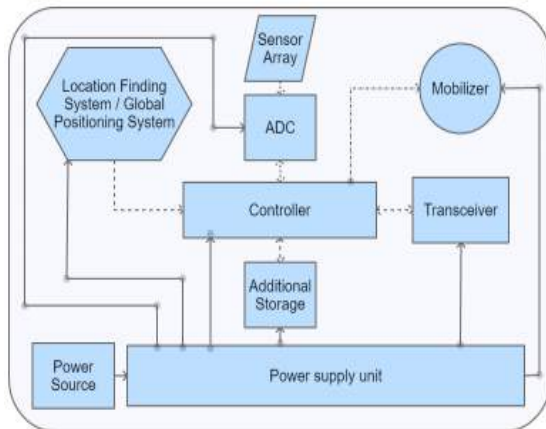 Sensor
Array
Location Finding
System / Global
Positioning System
Mobilizer
ADC
Controller
Transceiver
Additional
Storage
Power
Source
Power supply unit